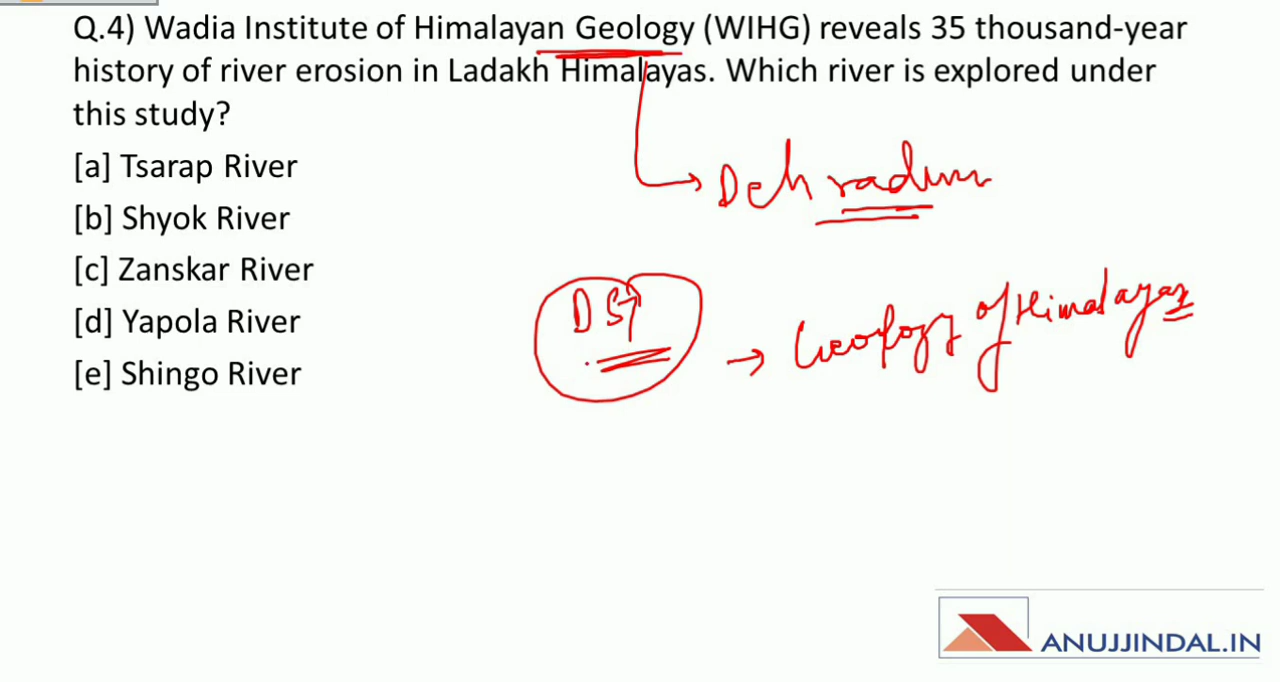 Q.4) Wadia Institute of Himalayan Geology (WIHG) reveals 35 thousand-year
history of river erosion in Ladakh Himalayas. Which river is explored under
this study?
[a] Tsarap River
[b] Shyok River
[c] Zanskar River
[d] Yapola River
[e] Shingo River
Dehradun
DST
Geology of Himalayas
ANUJJINDAL.IN